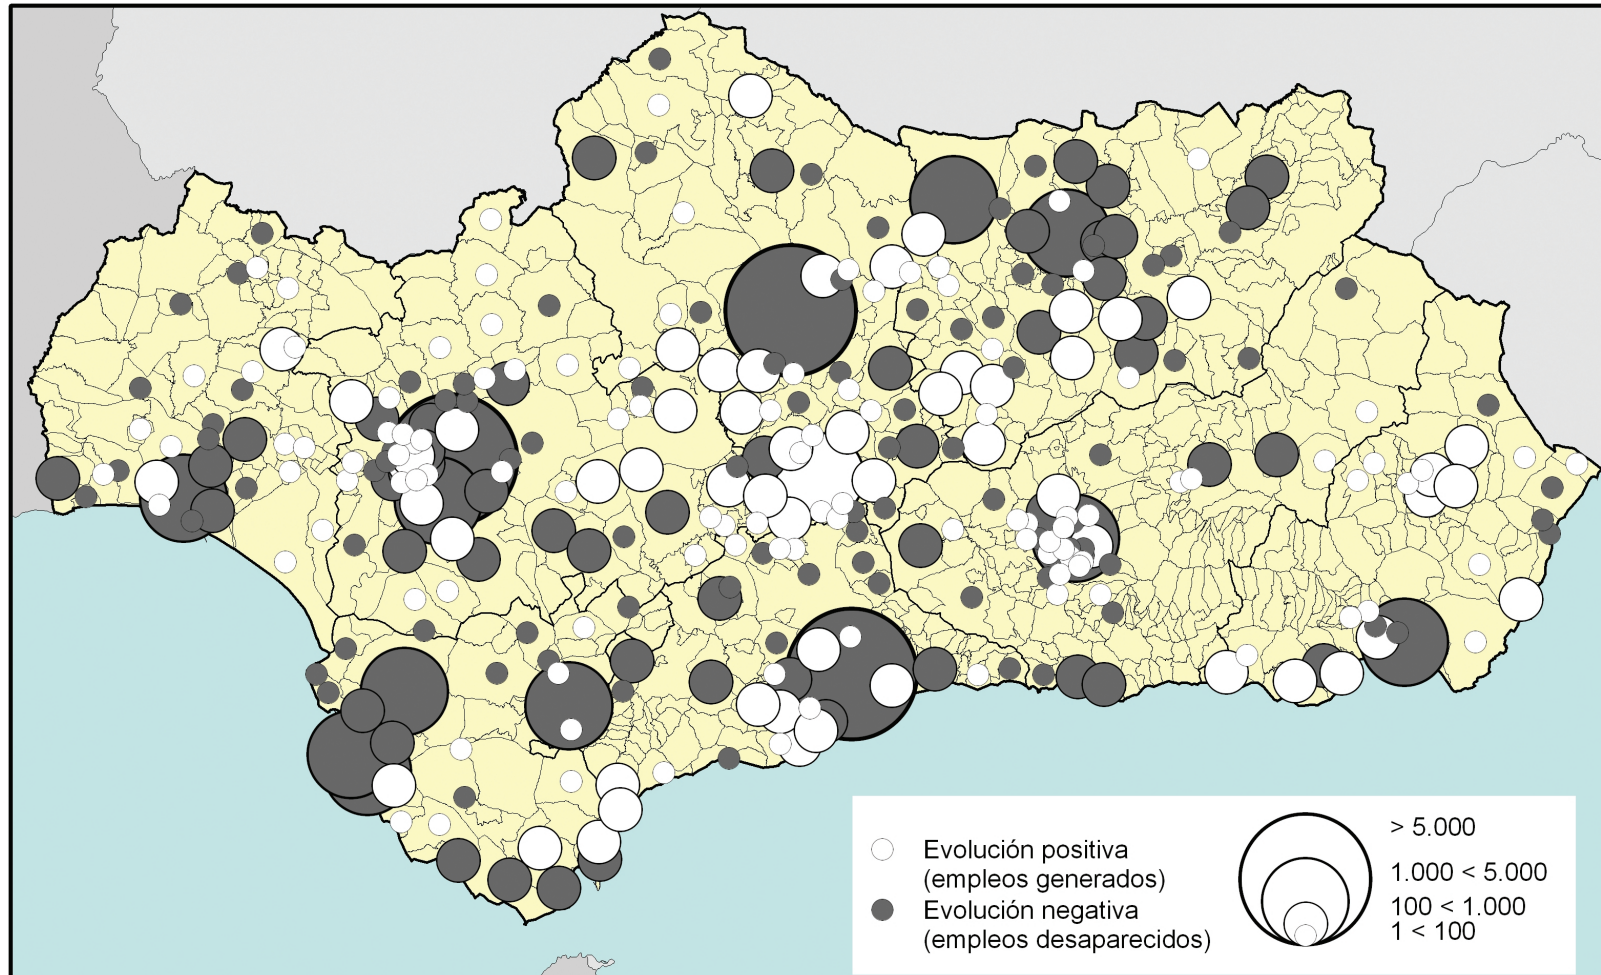 Evolución positiva
(empleos generados)
Evolución negativa
(empleos desaparecidos)
> 5.000
1.000 < 5.000
100 < 1.000
1 < 100